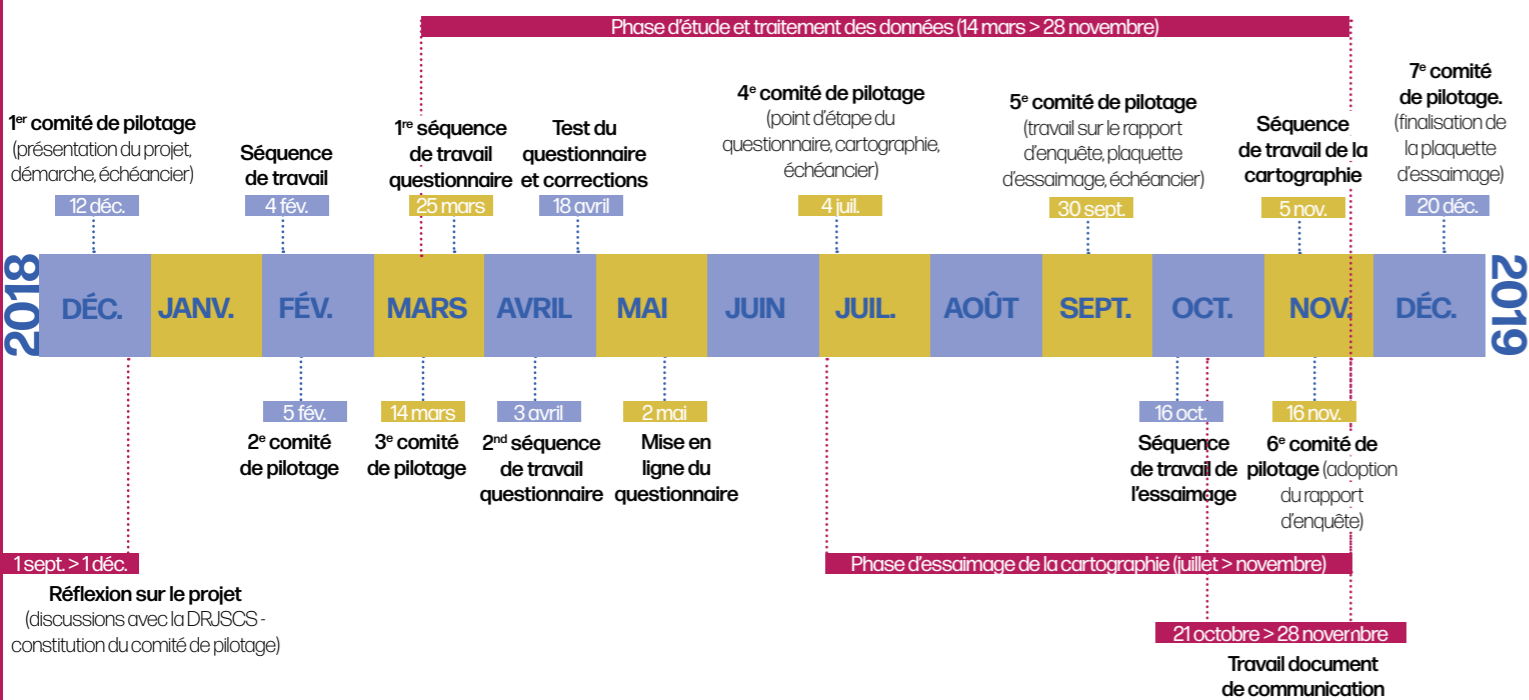 Phase d'étude et traitement des données (14 mars > 28 novembre)
1er comité de pilotage
(présentation du projet,
démarche, échéancier)
12 déc.
Séquence
de travail
4 fév.
1re séquence
de travail
questionnaire
25 mars
Test du
questionnaire
et corrections
18 avril
4e comité de pilotage
(point d'étape du
questionnaire, cartographie,
échéancier)
4 juil.
5e comité de pilotage
(travail sur le rapport
d'enquête, plaquette
d'essaimage, échéancier)
30 sept.
Séquence
de travail de la
cartographie
5 nov.
7e comité
de pilotage.
(finalisation de
la plaquette
d'essaimage)
20 déc.
2018
DÉC.
JANV.
FÉV.
MARS
AVRIL
MAI
JUIN
JUIL.
AOÛT
SEPT.
OCT.
NOV.
DÉC.
2019
5 fév.
2e comité
de pilotage
14 mars
3e comité
de pilotage
3 avril
2nd séquence
de travail
questionnaire
2 mai
Mise en
ligne du
questionnaire
16 oct.
Séquence
de travail de
l'essaimage
16 nov.
6e comité de
pilotage (adoption
du rapport
d'enquête)
1 sept. > 1 déc.
Réflexion sur le projet
(discussions avec la DRJSCS -
constitution du comité de pilotage)
Phase d'essaimage de la cartographie (juillet > novembre)
21 octobre > 28 novembre
Travail document
de communication